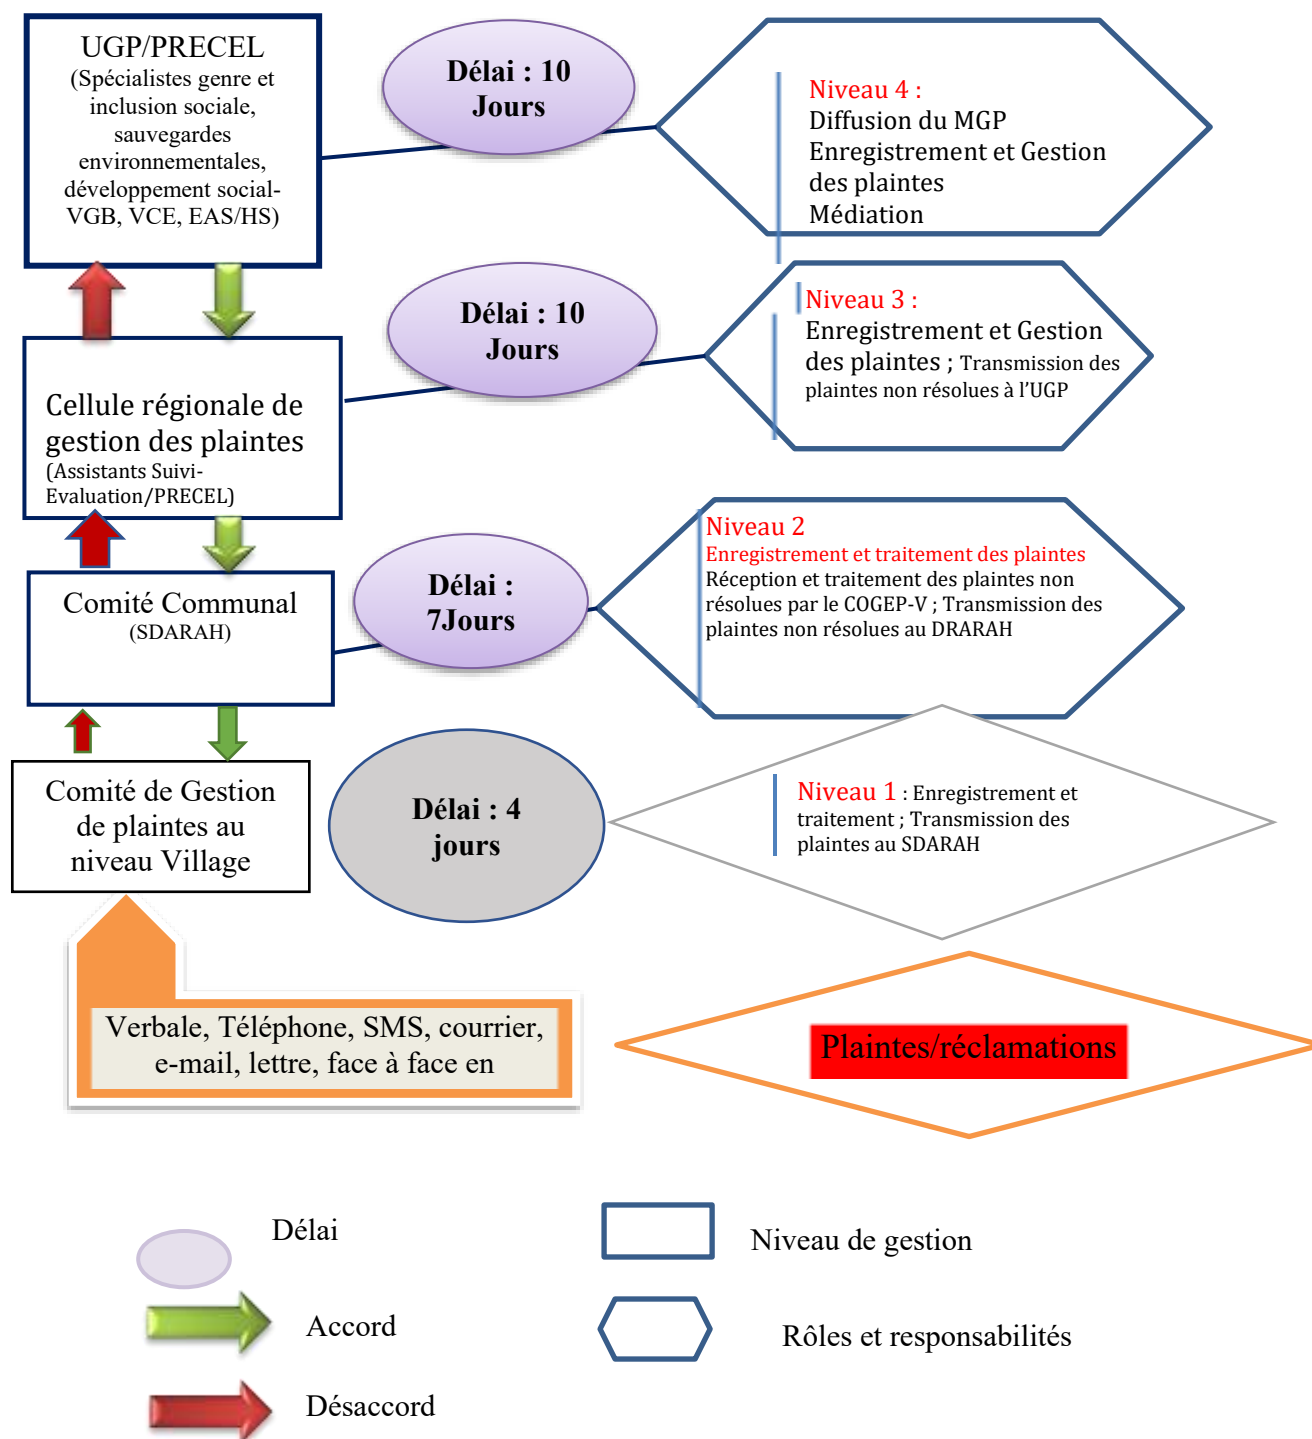 UGP/PRECEL
(Spécialistes genre et
inclusion sociale,
sauvegardes
environnementales,
développement social-
VGB, VCE, EAS/HS)
Délai : 10
Jours
Niveau 4 :
Diffusion du MGP
Enregistrement et Gestion
des plaintes
Médiation
Cellule régionale de
gestion des plaintes
(Assistants Suivi-
Evaluation/PRECEL)
Délai : 10
Jours
Niveau 3 :
Enregistrement et Gestion
des plaintes ; Transmission des
plaintes non résolues à l’UGP
Comité Communal
(SDARAH)
Délai :
7Jours
Niveau 2
Enregistrement et traitement des plaintes
Réception et traitement des plaintes non
résolues par le COGEP-V ; Transmission des
plaintes non résolues au DRARAH
Comité de Gestion
de plaintes au
niveau Village
Délai : 4
jours
Niveau 1 : Enregistrement et
traitement ; Transmission des
plaintes au SDARAH
Verbale, Téléphone, SMS, courrier,
e-mail, lettre, face à face en
Plaintes/réclamations
Délai
Niveau de gestion
Accord
Rôles et responsabilités
Désaccord